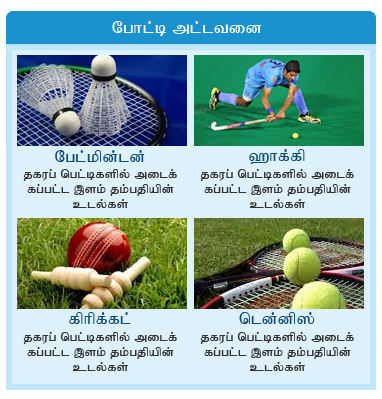 போட்டி அட்டவனை
பேட்மின்டன்
தகரப் பெட்டிகளில் அடைக்
கப்பட்ட இளம் தம்பதியின்
உடல்கள்
ஹாக்கி
தகரப் பெட்டிகளில் அடைக்
கப்பட்ட இளம் தம்பதியின்
உடல்கள்
கிரிக்கட்
தகரப் பெட்டிகளில் அடைக்
கப்பட்ட இளம் தம்பதியின்
உடல்கள்
டென்னிஸ்
தகரப் பெட்டிகளில் அடைக்
கப்பட்ட இளம் தம்பதியின்
உடல்கள்